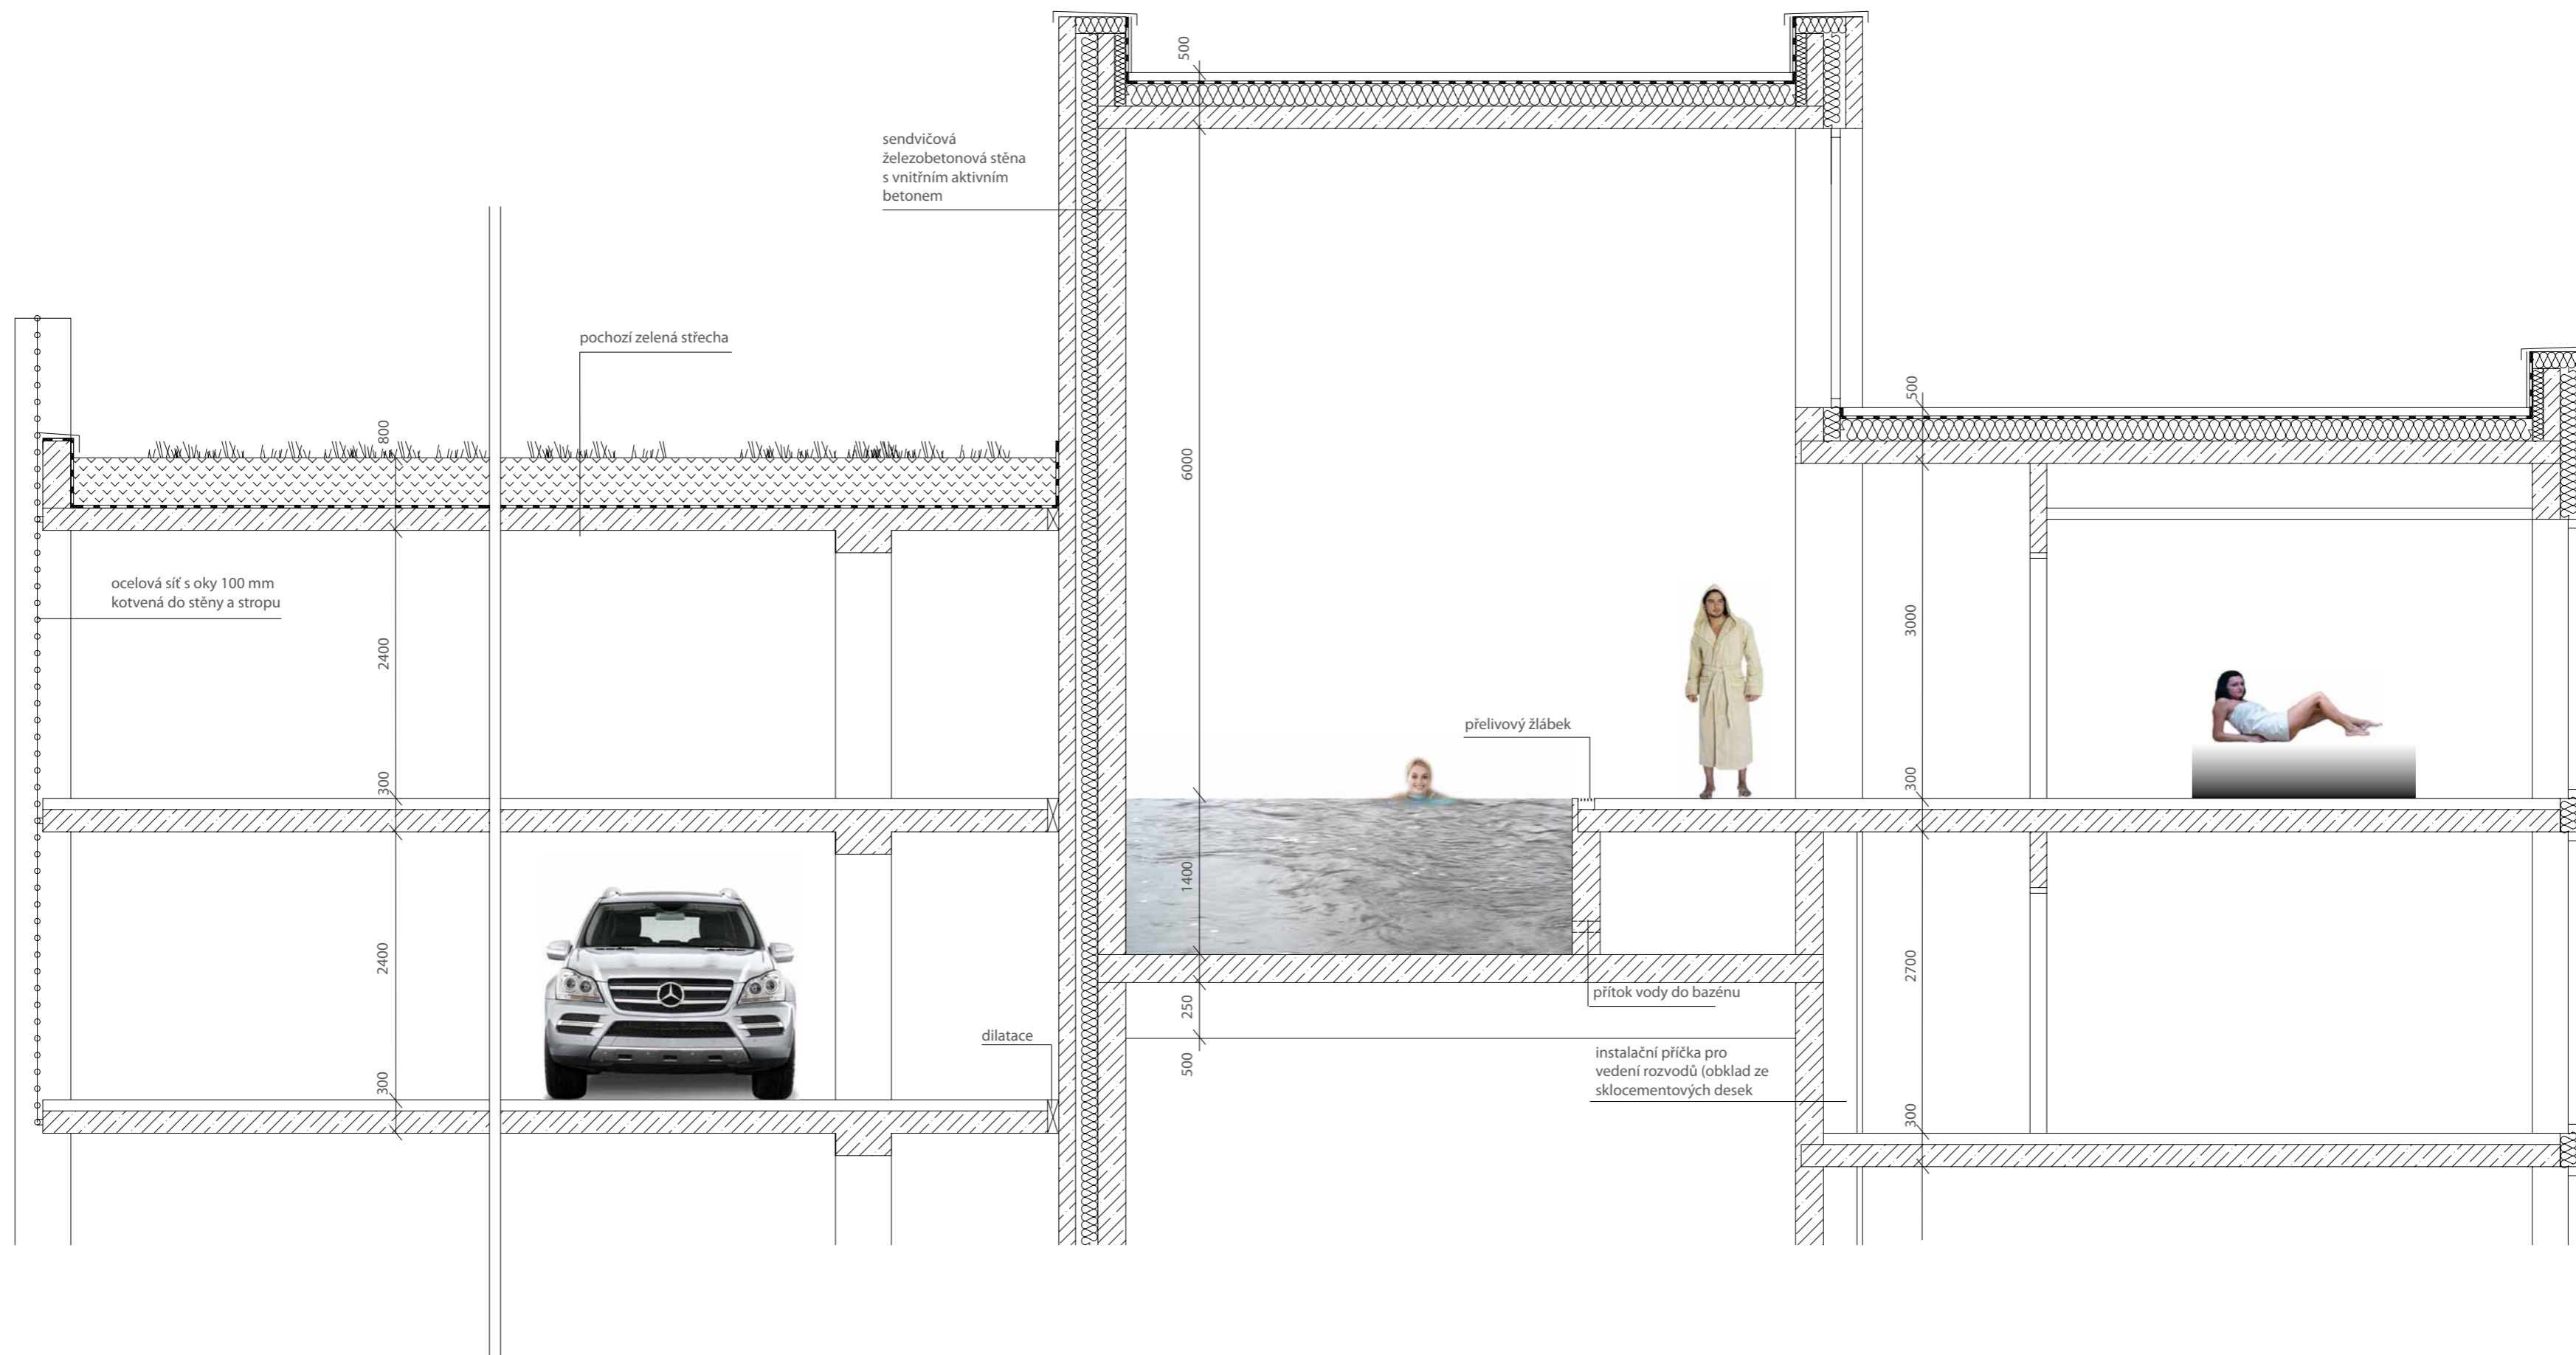 500
sendvičová
železobetonová stěna
s vnitřním aktivním
betonem
pochozí zelená střecha
800
6000
500
ocelová síť s oky 100 mm
kotvená do stěny a stropu
2400
3000
přelivový žlábek
300
300
1400
2400
2700
přítok vody do bazénu
250
dilatace
500
instalační příčka pro
vedení rozvodů (obklad ze
sklocementových desek
300
300